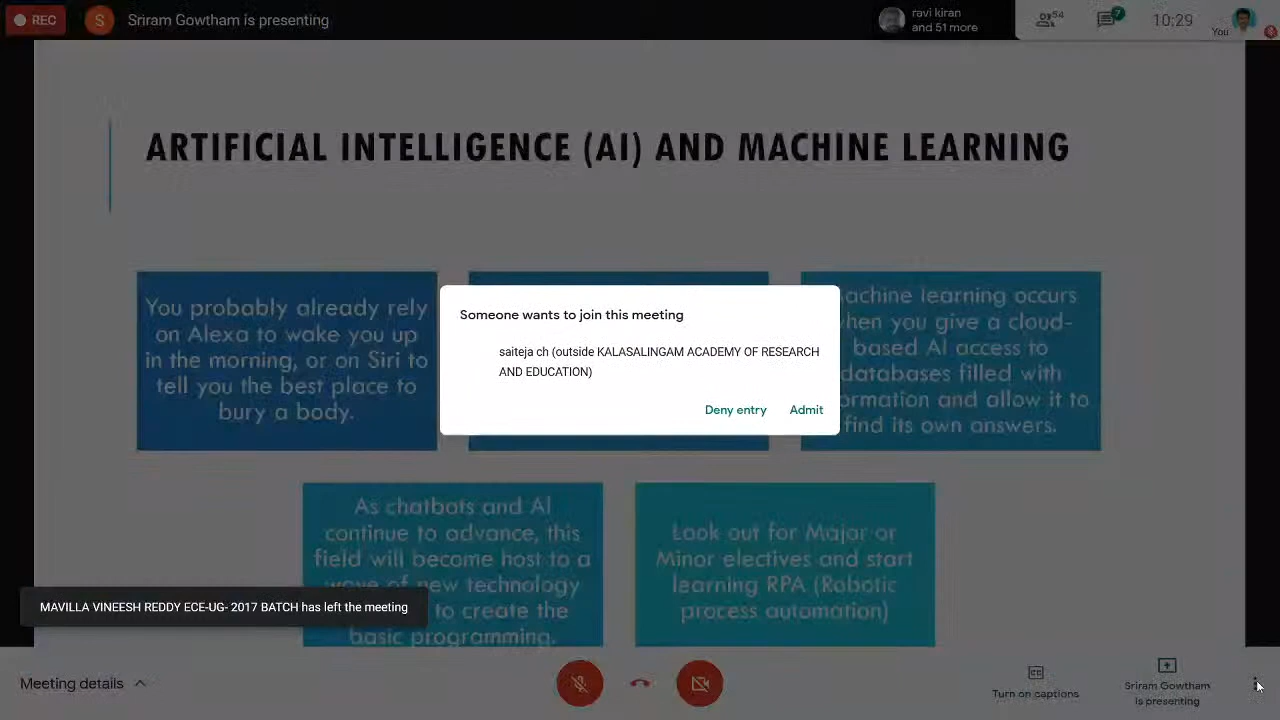 REC
S
Sriram Gowtham is presenting
ravi kiran
and 51 more
54
7
10:29
You
ARTIFICIAL INTELLIGENCE (AI) AND MACHINE LEARNING
You probably already rely
on Alexa to wake you up
in the morning, or on Siri to
tell you the best place to
bury a body.
Someone wants to join this meeting
saiteja ch (outside KALASALINGAM ACADEMY OF RESEARCH
AND EDUCATION)
Deny entry
Admit
achine learning occurs
hen you give a cloud-
based AI access to
databases filled with
ormation and allow it to
find its own answers.
As chatbots and AI
continue to advance, this
field will become host to a
wave of new technology
to create the
basic programming.
Look out for Major or
Minor electives and start
learning RPA (Robotic
process automation)
MAVILLA VINEESH REDDY ECE-UG- 2017 BATCH has left the meeting
Meeting details
CC
Turn on captions
Sriram Gowtham
is presenting